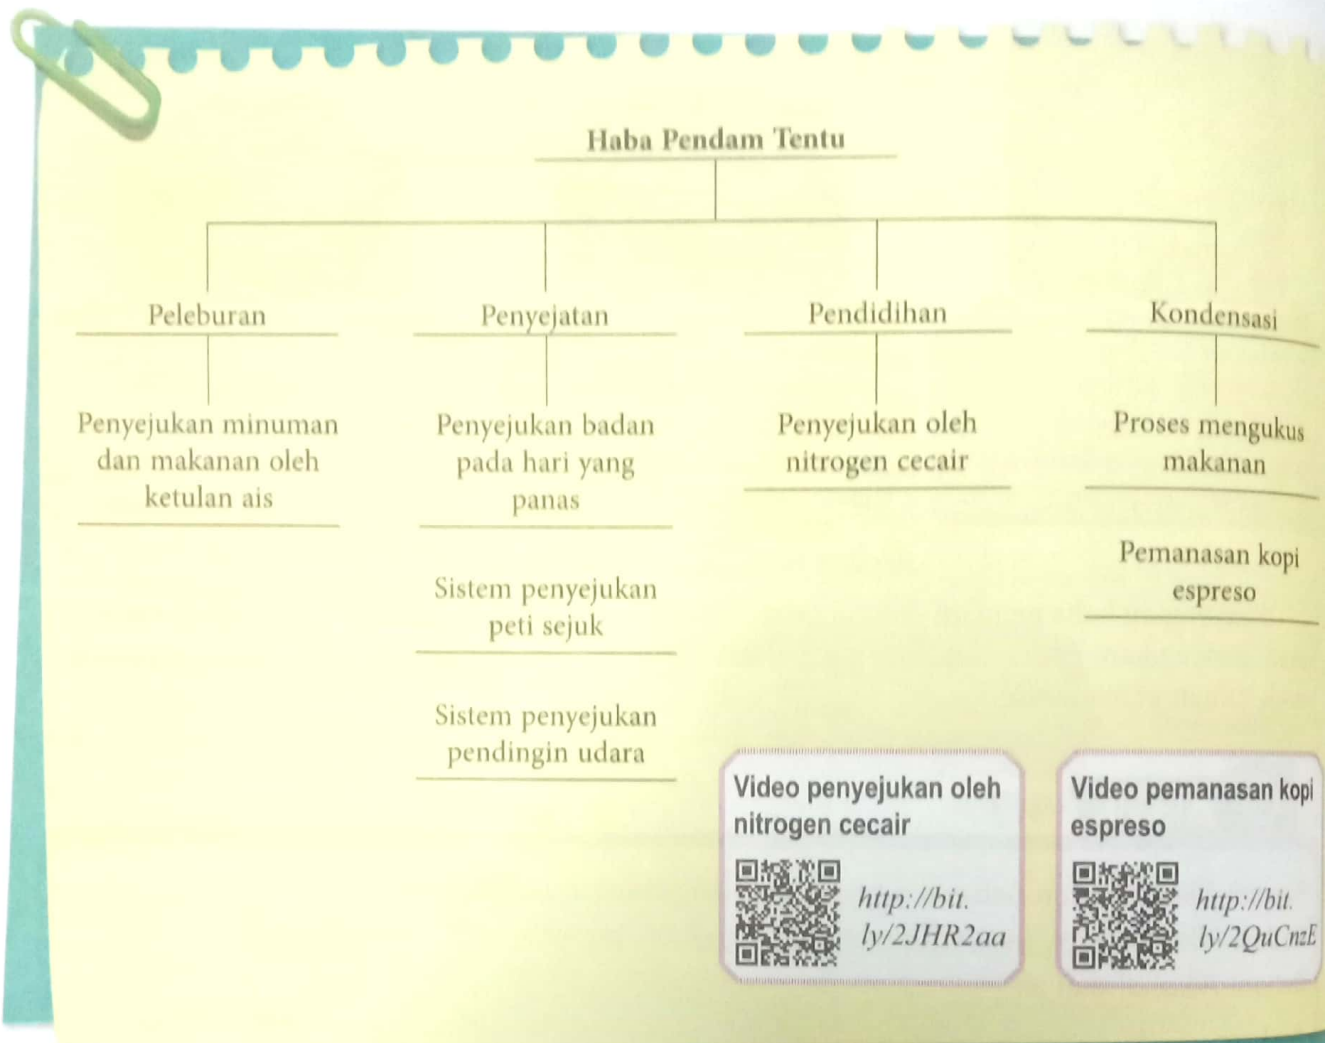 Haba Pendam Tentu
Peleburan
Penyejukan minuman
dan makanan oleh
ketulan ais
Penyejatan
Penyejukan badan
pada hari yang
panas
Sistem penyejukan
peti sejuk
Sistem penyejukan
pendingin udara
Pendidihan
Penyejukan oleh
nitrogen cecair
Kondensasi
Proses mengukus
makanan
Pemanasan kopi
espreso
Video penyejukan oleh
nitrogen cecair
http://bit.
ly/2JHR2aa
Video pemanasan kopi
espreso
http://bit.
ly/2QuCnzE